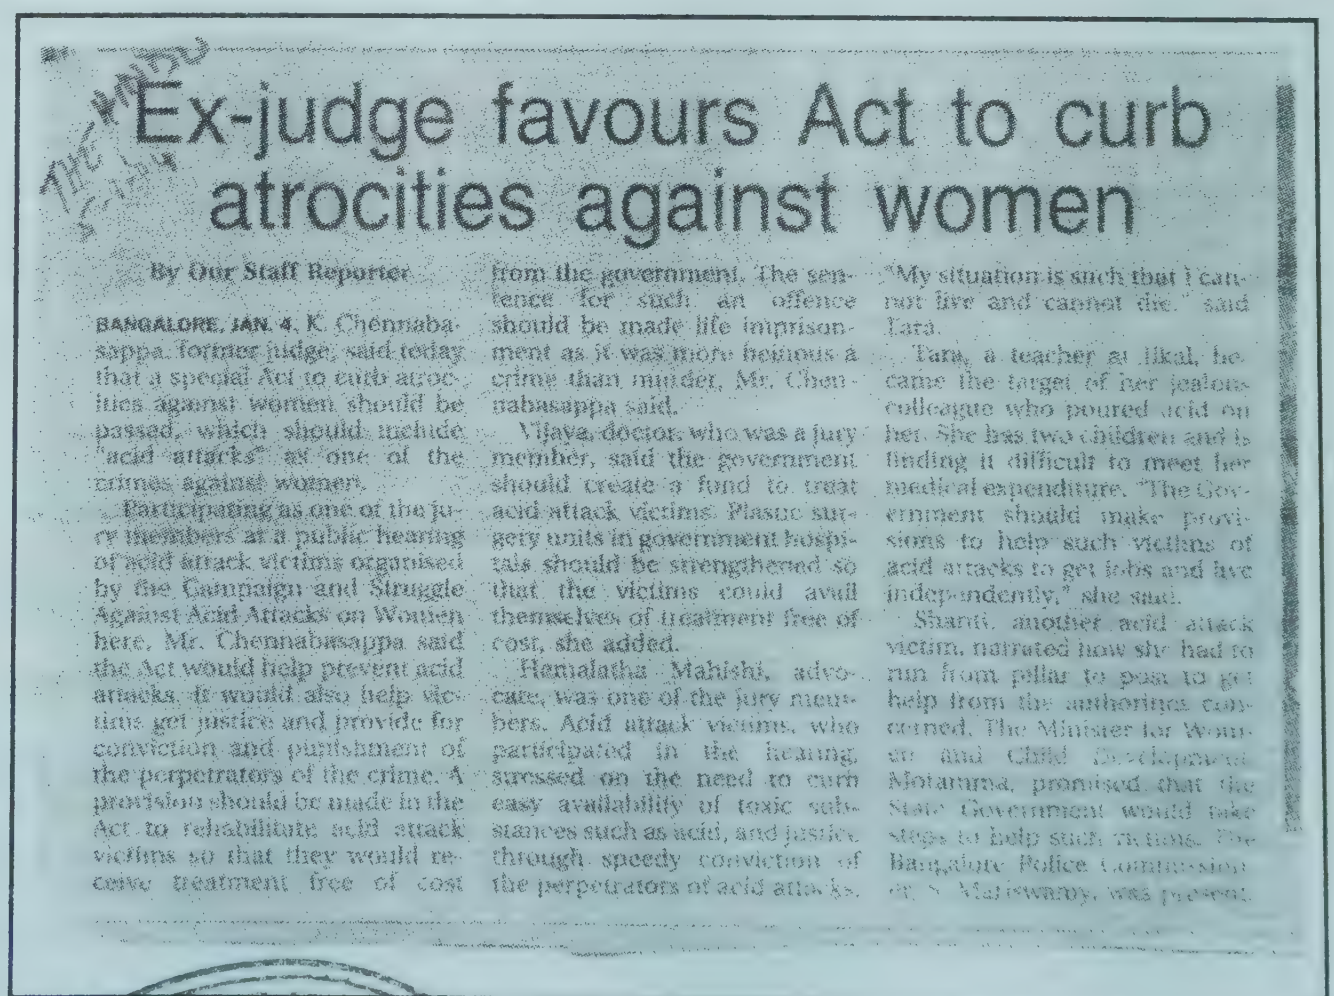 THE HINDU
Ex-judge favours Act to curb
atrocities against women
By Our Staff Reporter
BANGALORE, JAN. 4. K. Chennaba-
sappa, former judge, said today
that a special Act to curb atroc-
ities against women should be
passed, which should include
"acid attacks" as one of the
crimes against women.
Participating as one of the ju-
ry members at a public hearing
of acid attack victims organised
by the Campaign and Struggle
Against Acid Attacks on Women
here, Mr. Chennabasappa said
the Act would help prevent acid
attacks. It would also help vic-
tims get justice and provide for
conviction and punishment of
the perpetrators of the crime. A
provision should be made in the
Act to rehabilitate acid attack
victims so that they would re-
ceive treatment free of cost
from the government. The sen-
tence for such an offence
should be made life imprison-
ment as it was more heinous a
crime than murder, Mr. Chen-
nabasappa said.
Vijaya, doctor, who was a jury
member, said the government
should create a fund to treat
acid attack victims. Plastic sur-
gery units in government hospi-
tals should be strengthened so
that the victims could avail
themselves of treatment free of
cost, she added.
Hemalatha Mahishi, advo-
cate, was one of the jury mem-
bers. Acid attack victims, who
participated in the hearing,
stressed on the need to curb
easy availability of toxic sub-
stances such as acid, and justice
through speedy conviction of
the perpetrators of acid attacks.
"My situation is such that I can-
not live and cannot die," said
Tara.
Tara, a teacher at Ilkal, be-
came the target of her jealous
colleague who poured acid on
her. She has two children and is
finding it difficult to meet her
medical expenditure. "The Gov-
ernment should make provi-
sions to help such victims of
acid attacks to get jobs and live
independently," she said.
Shanti, another acid attack
victim, narrated how she had to
run from pillar to post to get
help from the authorities con-
cerned. The Minister for Wom-
en and Child Development
Motamma, promised that the
State Government would take
steps to help such victims. The
Bangalore Police Commission-
er, S. Mariswamy, was present.